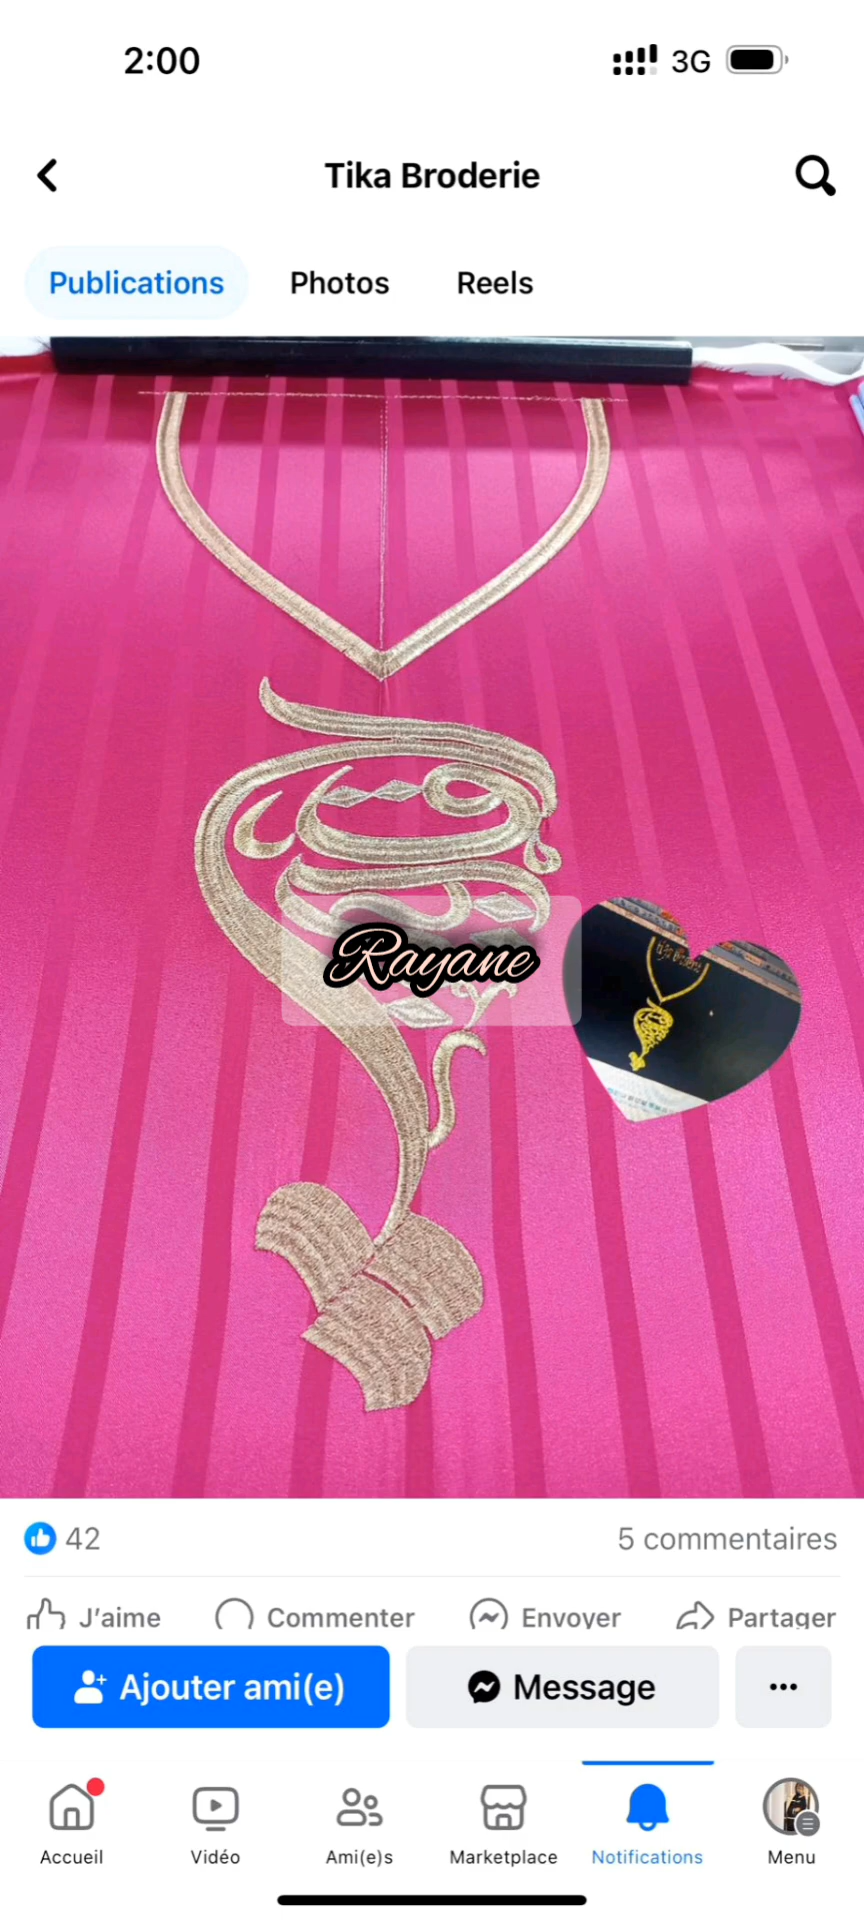 2:00
3G
Tika Broderie
Publications
Photos
Reels
Rayane
42
5 commentaires
J'aime
Commenter
Envoyer
Partager
Ajouter ami(e)
Message
Accueil
Vidéo
Ami(e)s
Marketplace
Notifications
Menu